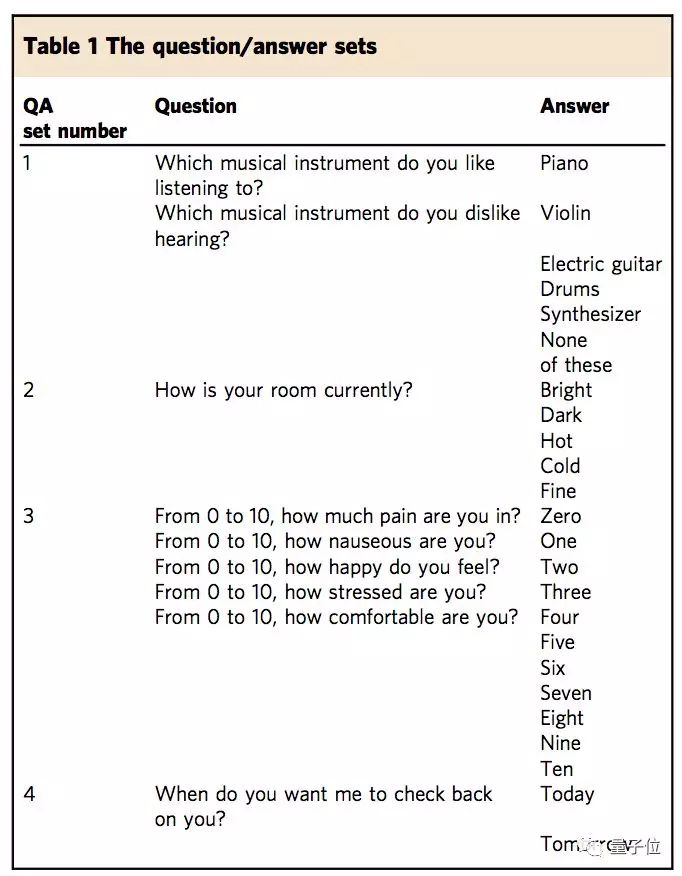 Table 1 The question/answer sets
QA set number Question Answer
1 Which musical instrument do you like listening to? Piano
Which musical instrument do you dislike hearing? Violin
Electric guitar
Drums
Synthesizer
None of these
2 How is your room currently? Bright
Dark
Hot
Cold
Fine
3 From 0 to 10, how much pain are you in? Zero
From 0 to 10, how nauseous are you? One
From 0 to 10, how happy do you feel? Two
From 0 to 10, how stressed are you? Three
From 0 to 10, how comfortable are you? Four
Five
Six
Seven
Eight
Nine
Ten
4 When do you want me to check back on you? Today
Tomorrow
量子位